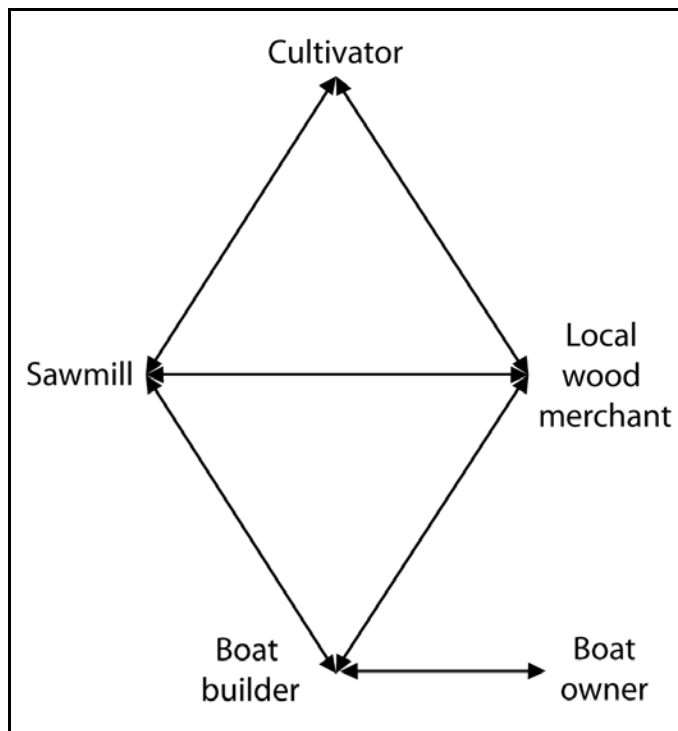 Cultivator
Sawmill
Local
wood
merchant
Boat
builder
Boat
owner